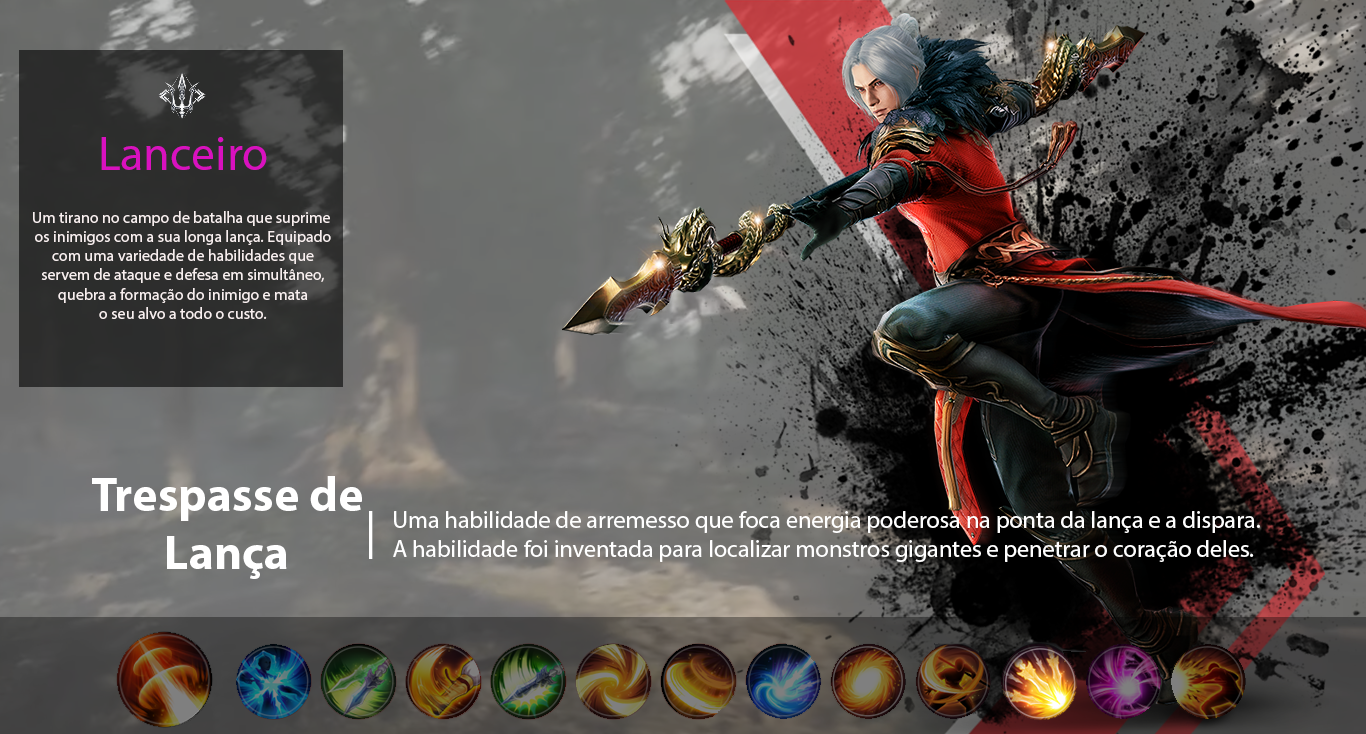 Lanceiro
Um tirano no campo de batalha que suprime
os inimigos com a sua longa lança. Equipado
com uma variedade de habilidades que
servem de ataque e defesa em simultâneo,
quebra a formação do inimigo e mata
o seu alvo a todo o custo.
Trespasse de
Lança
Uma habilidade de arremesso que foca energia poderosa na ponta da lança e a dispara.
A habilidade foi inventada para localizar monstros gigantes e penetrar o coração deles.